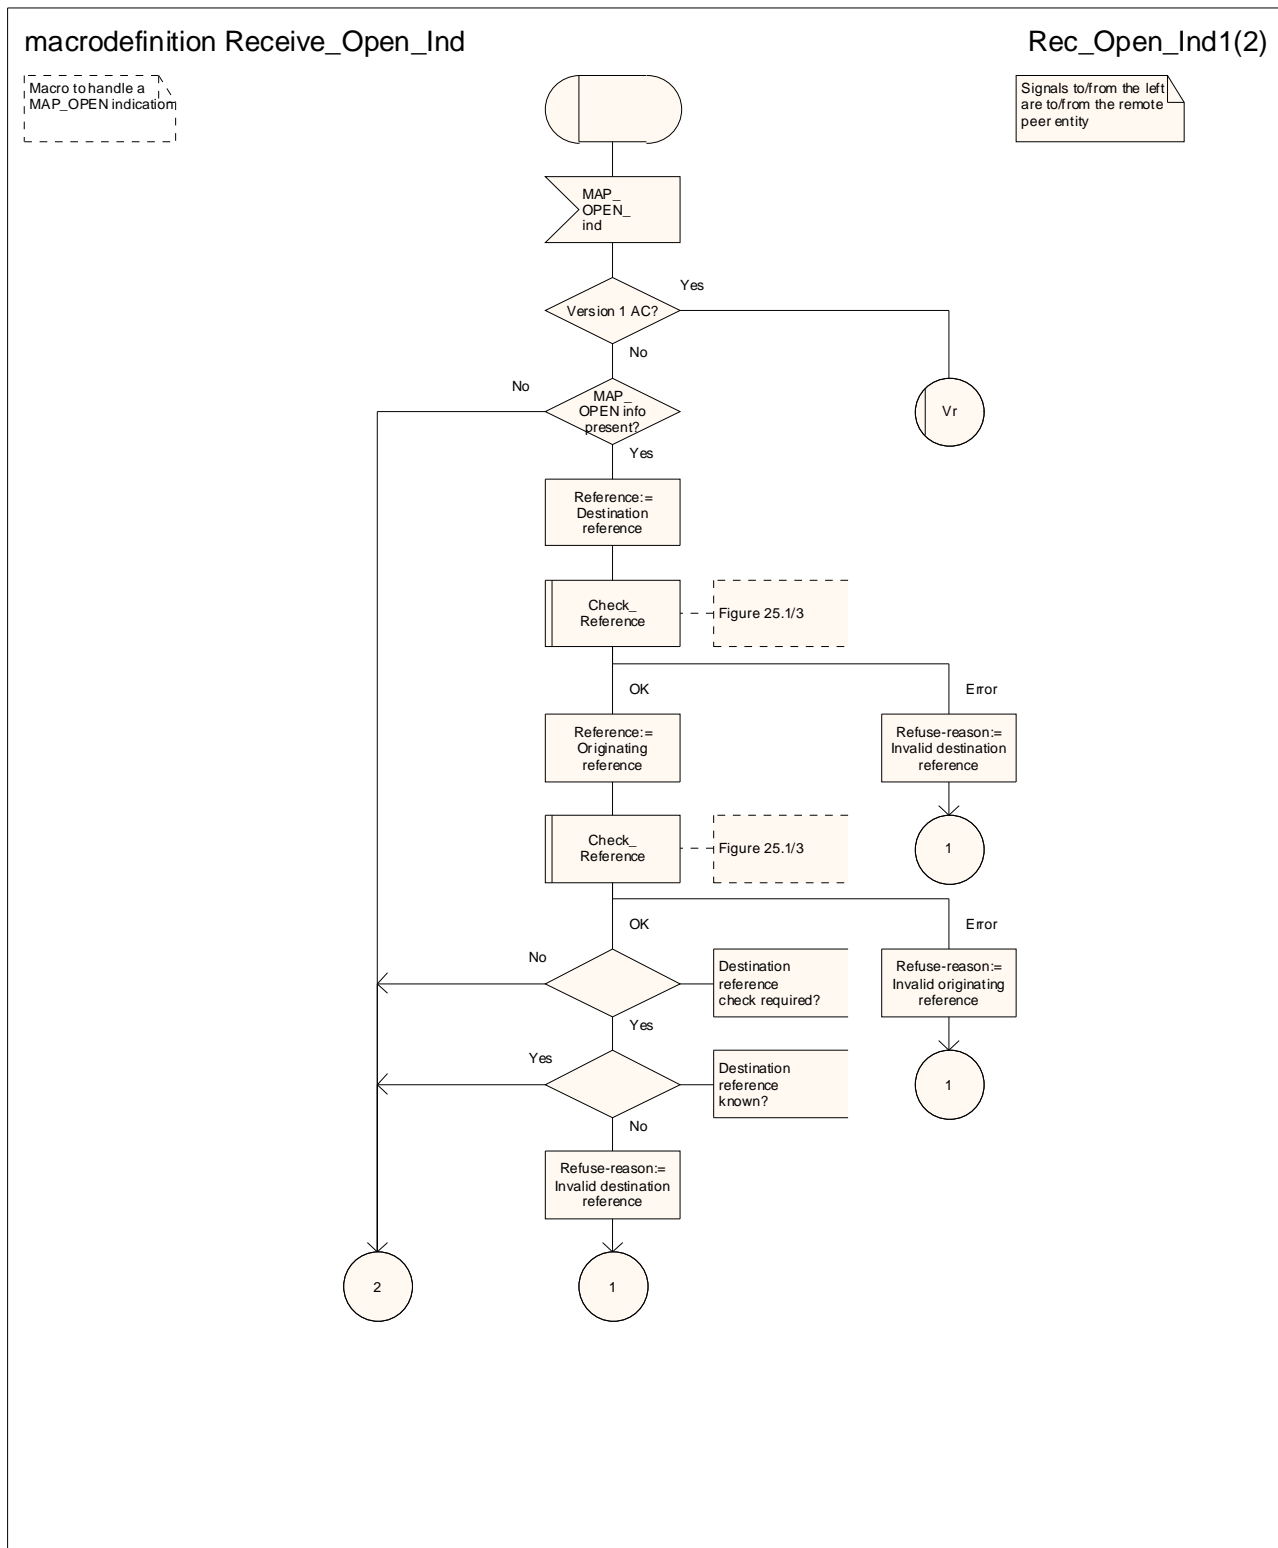 macrodefinition Receive_Open_Ind
Rec_Open_Ind1(2)
Macro to handle a
MAP_OPEN indication
Signals to/from the left
are to/from the remote
peer entity
MAP_
OPEN_
ind
Yes
Version 1 AC?
No
No
MAP_
OPEN info
present?
Vr
Yes
Reference:=
Destination
reference
Check_
Reference
Figure 25.1/3
OK
Error
Reference:=
Originating
reference
Refuse-reason:=
Invalid destination
reference
Check_
Reference
Figure 25.1/3
1
OK
Error
No
Destination
reference
check required?
Refuse-reason:=
Invalid originating
reference
Yes
Yes
Destination
reference
known?
1
No
Refuse-reason:=
Invalid destination
reference
2
1